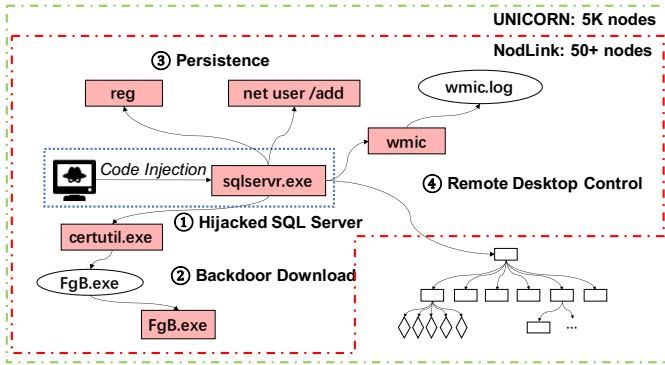 UNICORN: 5K nodes
NodLink: 50+ nodes
③ Persistence
reg
net user /add
wmic.log
wmic
Code Injection
sqlservr.exe
④ Remote Desktop Control
① Hijacked SQL Server
certutil.exe
② Backdoor Download
FgB.exe
FgB.exe
...